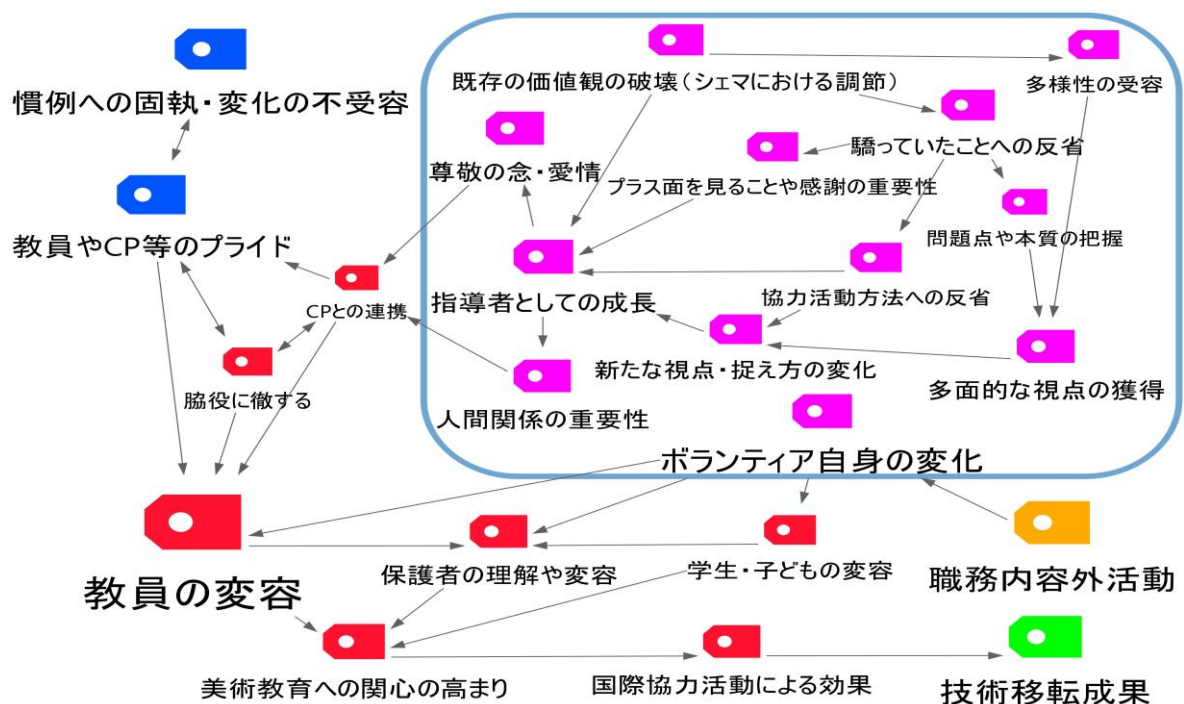 既存の価値観の破壊（シェマにおける調節）
多様性の受容
慣例への固執・変化の不受容
驕っていたことへの反省
尊敬の念・愛情
プラス面を見ることや感謝の重要性
教員やCP等のプライド
問題点や本質の把握
指導者としての成長
協力活動方法への反省
CPとの連携
新たな視点・捉え方の変化
多面的な視点の獲得
脇役に徹する
人間関係の重要性
ボランティア自身の変化
教員の変容
保護者の理解や変容
学生・子どもの変容
職務内容外活動
美術教育への関心の高まり
国際協力活動による効果
技術移転成果